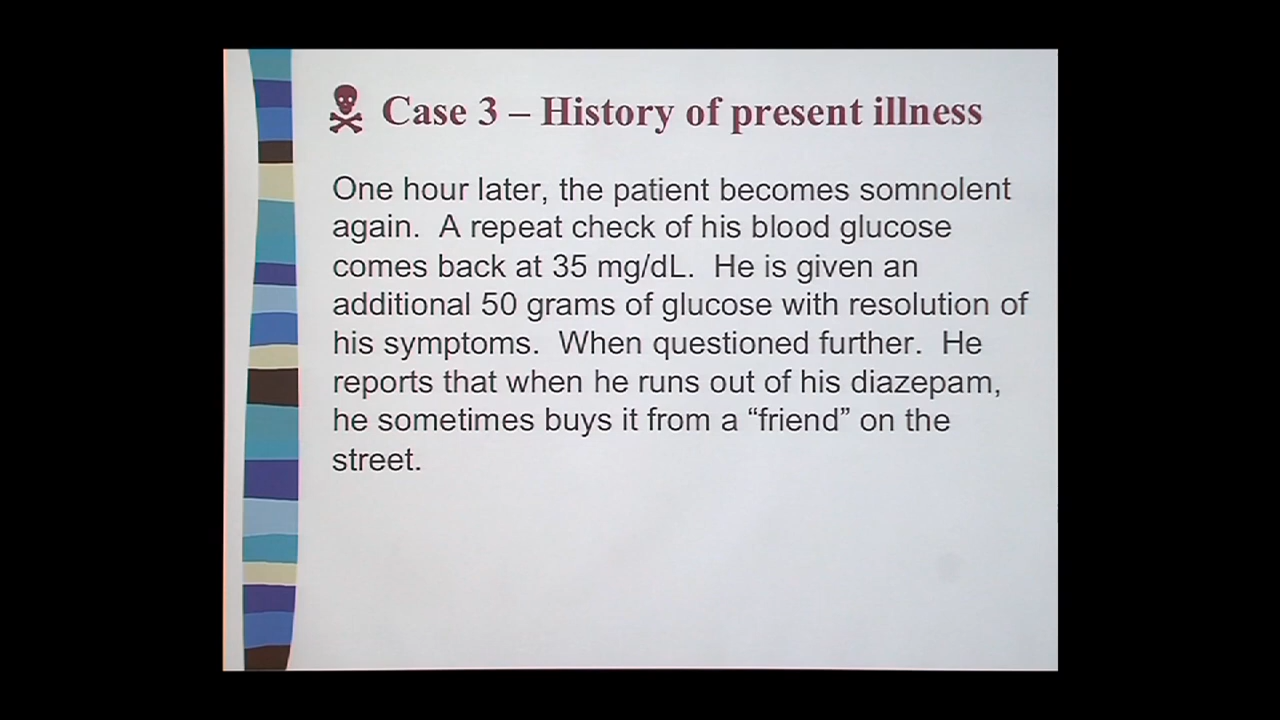 Case 3 – History of present illness
One hour later, the patient becomes somnolent
again.  A repeat check of his blood glucose
comes back at 35 mg/dL.  He is given an
additional 50 grams of glucose with resolution of
his symptoms.  When questioned further.  He
reports that when he runs out of his diazepam,
he sometimes buys it from a “friend” on the
street.